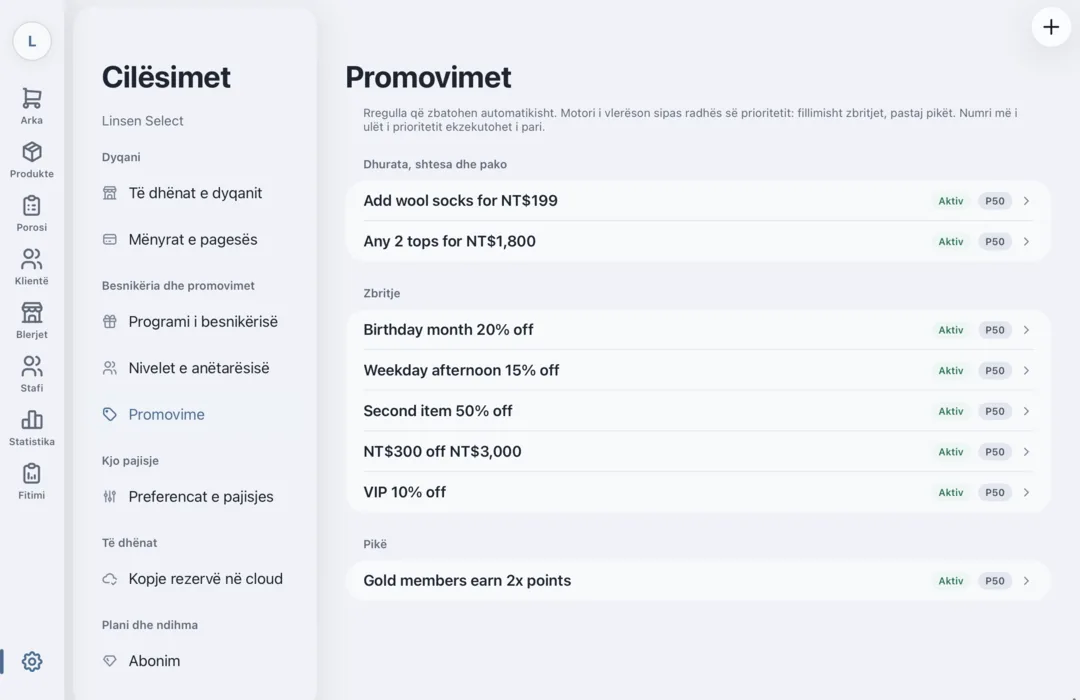 L
Arka
Produkte
Porosi
Klientë
Blerjet
Stafi
Statistika
Fitimi
Cilësimet
Linsen Select
Dyqani
Të dhënat e dyqanit
Mënyrat e pagesës
Besnikëria dhe promovimet
Programi i besnikërisë
Nivelet e anëtarësisë
Promovime
Kjo pajisje
Preferencat e pajisjes
Të dhënat
Kopje rezervë në cloud
Plani dhe ndihma
Abonim
Promovimet
Rregulla që zbatohen automatikisht. Motori i vlerëson sipas radhës së prioritetit: fillimisht zbritjet, pastaj pikët. Numri më i
ulët i prioritetit ekzekutohet i pari.
Dhurata, shtesa dhe pako
Add wool socks for NT$199 Aktiv P50
Any 2 tops for NT$1,800 Aktiv P50
Zbritje
Birthday month 20% off Aktiv P50
Weekday afternoon 15% off Aktiv P50
Second item 50% off Aktiv P50
NT$300 off NT$3,000 Aktiv P50
VIP 10% off Aktiv P50
Pikë
Gold members earn 2x points Aktiv P50